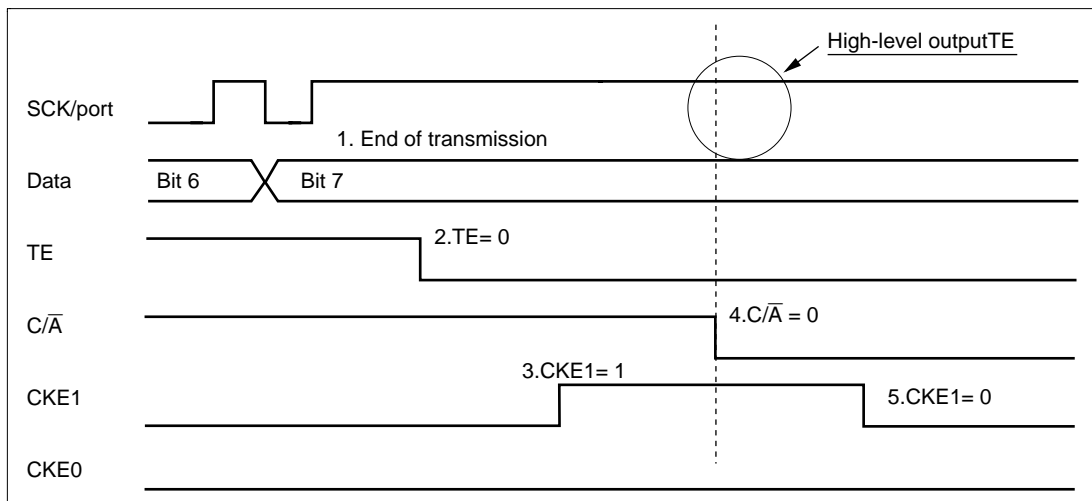 High-level outputTE
SCK/port
1. End of transmission
Data
Bit 6
Bit 7
TE
2.TE= 0
C/A̅
4.C/A̅ = 0
3.CKE1= 1
CKE1
5.CKE1= 0
CKE0